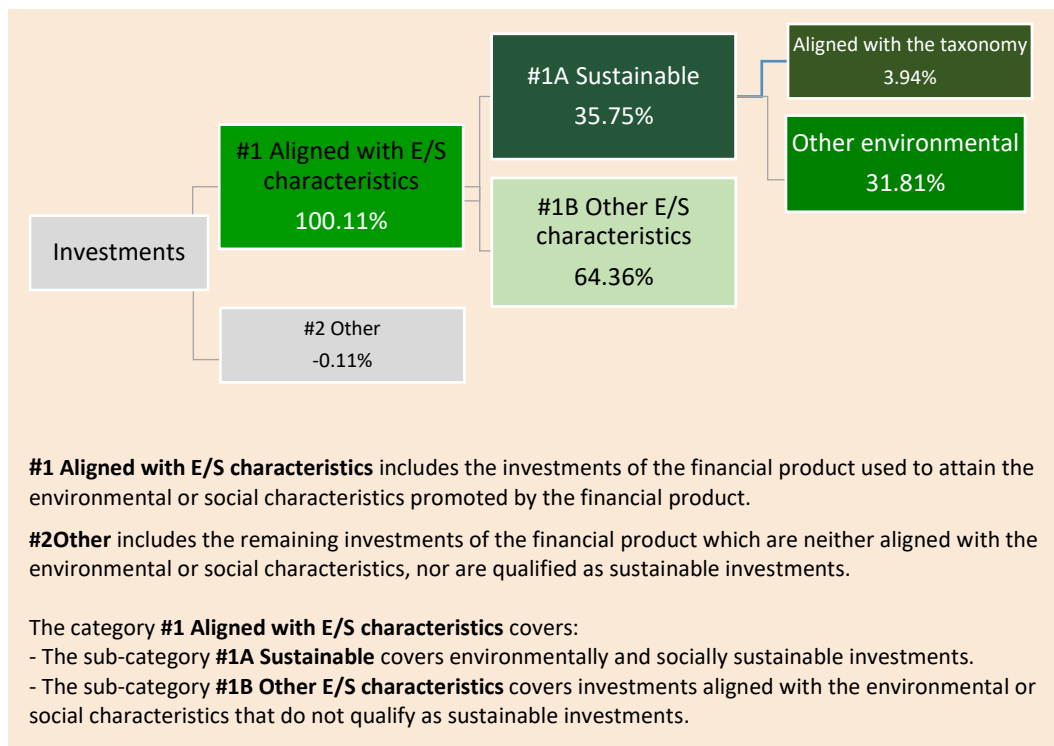 Investments
#1 Aligned with E/S
characteristics
100.11%
#2 Other
-0.11%
#1A Sustainable
35.75%
#1B Other E/S
characteristics
64.36%
Aligned with the taxonomy
3.94%
Other environmental
31.81%
#1 Aligned with E/S characteristics includes the investments of the financial product used to attain the
environmental or social characteristics promoted by the financial product.
#2Other includes the remaining investments of the financial product which are neither aligned with the
environmental or social characteristics, nor are qualified as sustainable investments.
The category #1 Aligned with E/S characteristics covers:
- The sub-category #1A Sustainable covers environmentally and socially sustainable investments.
- The sub-category #1B Other E/S characteristics covers investments aligned with the environmental or
social characteristics that do not qualify as sustainable investments.